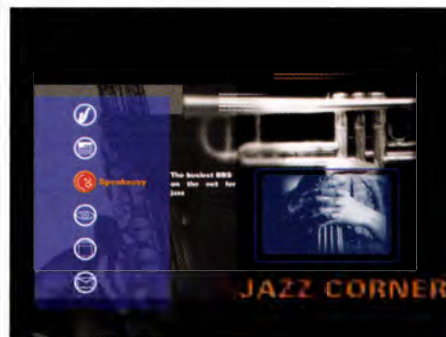 Speakeasy
The busiest BBS
on the net for
jazz
JAZZ CORNER